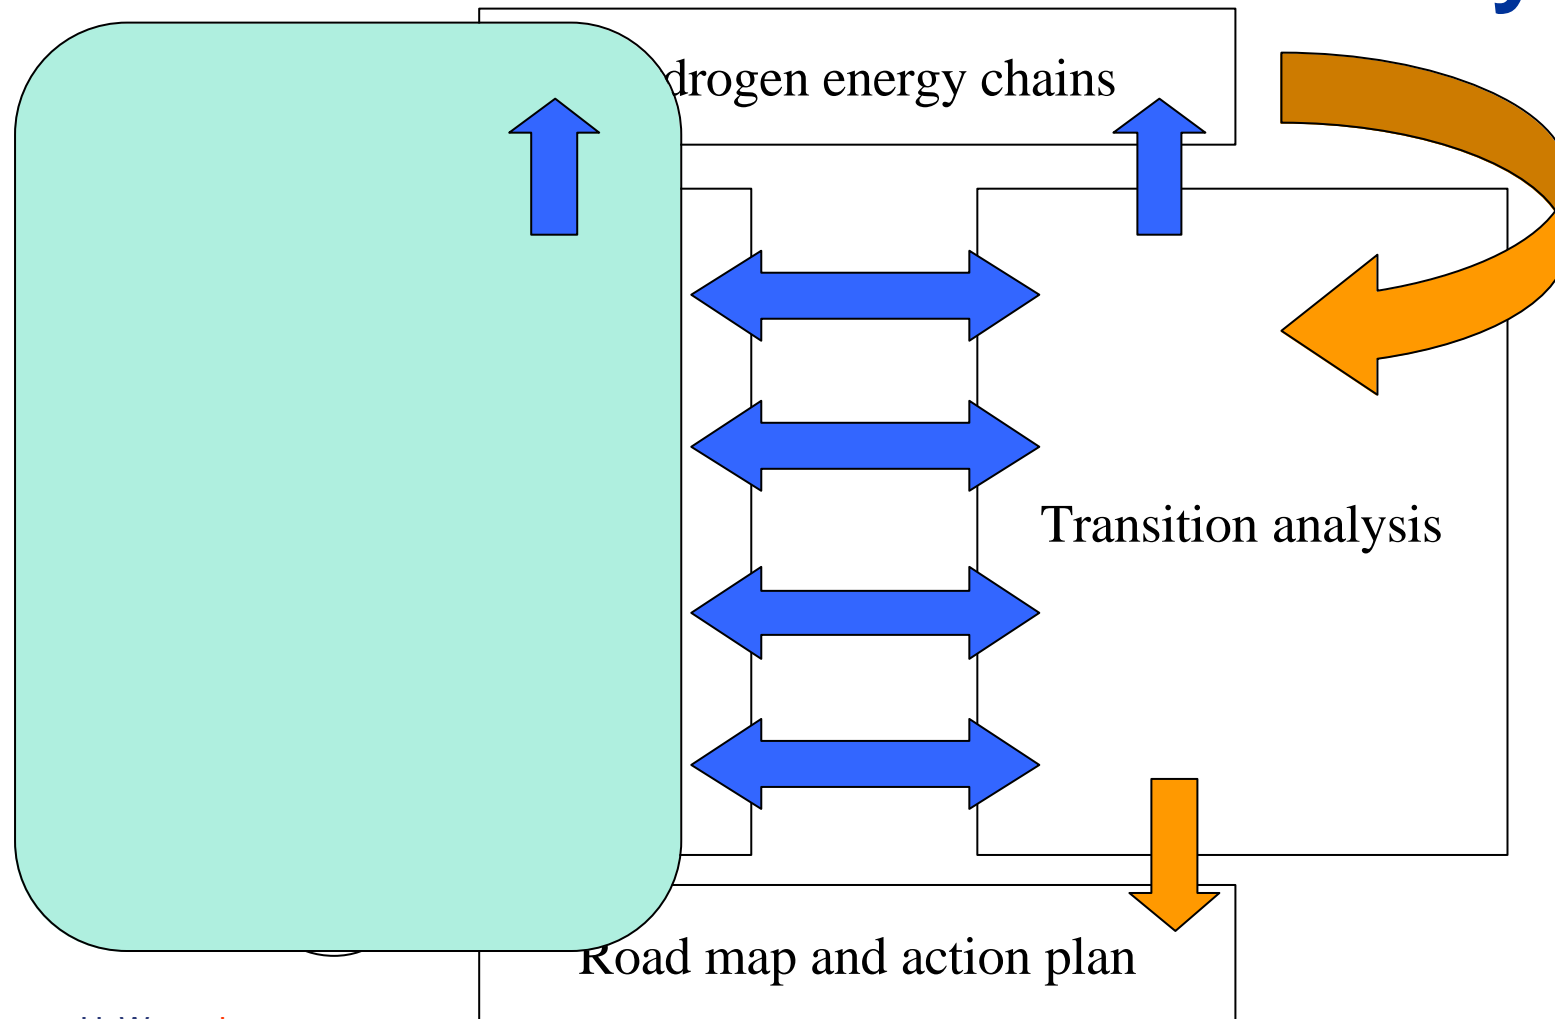 drogen energy chains
Transition analysis
Road map and action plan